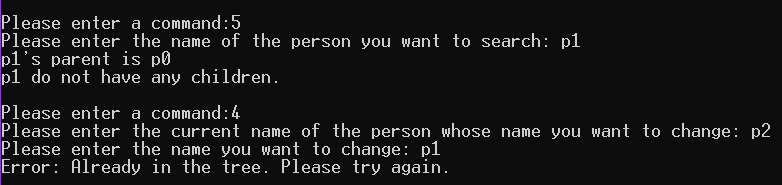 Please enter a command:5
Please enter the name of the person you want to search: p1
p1's parent is p0
p1 do not have any children.
Please enter a command:4
Please enter the current name of the person whose name you want to change: p2
Please enter the name you want to change: p1
Error: Already in the tree. Please try again.